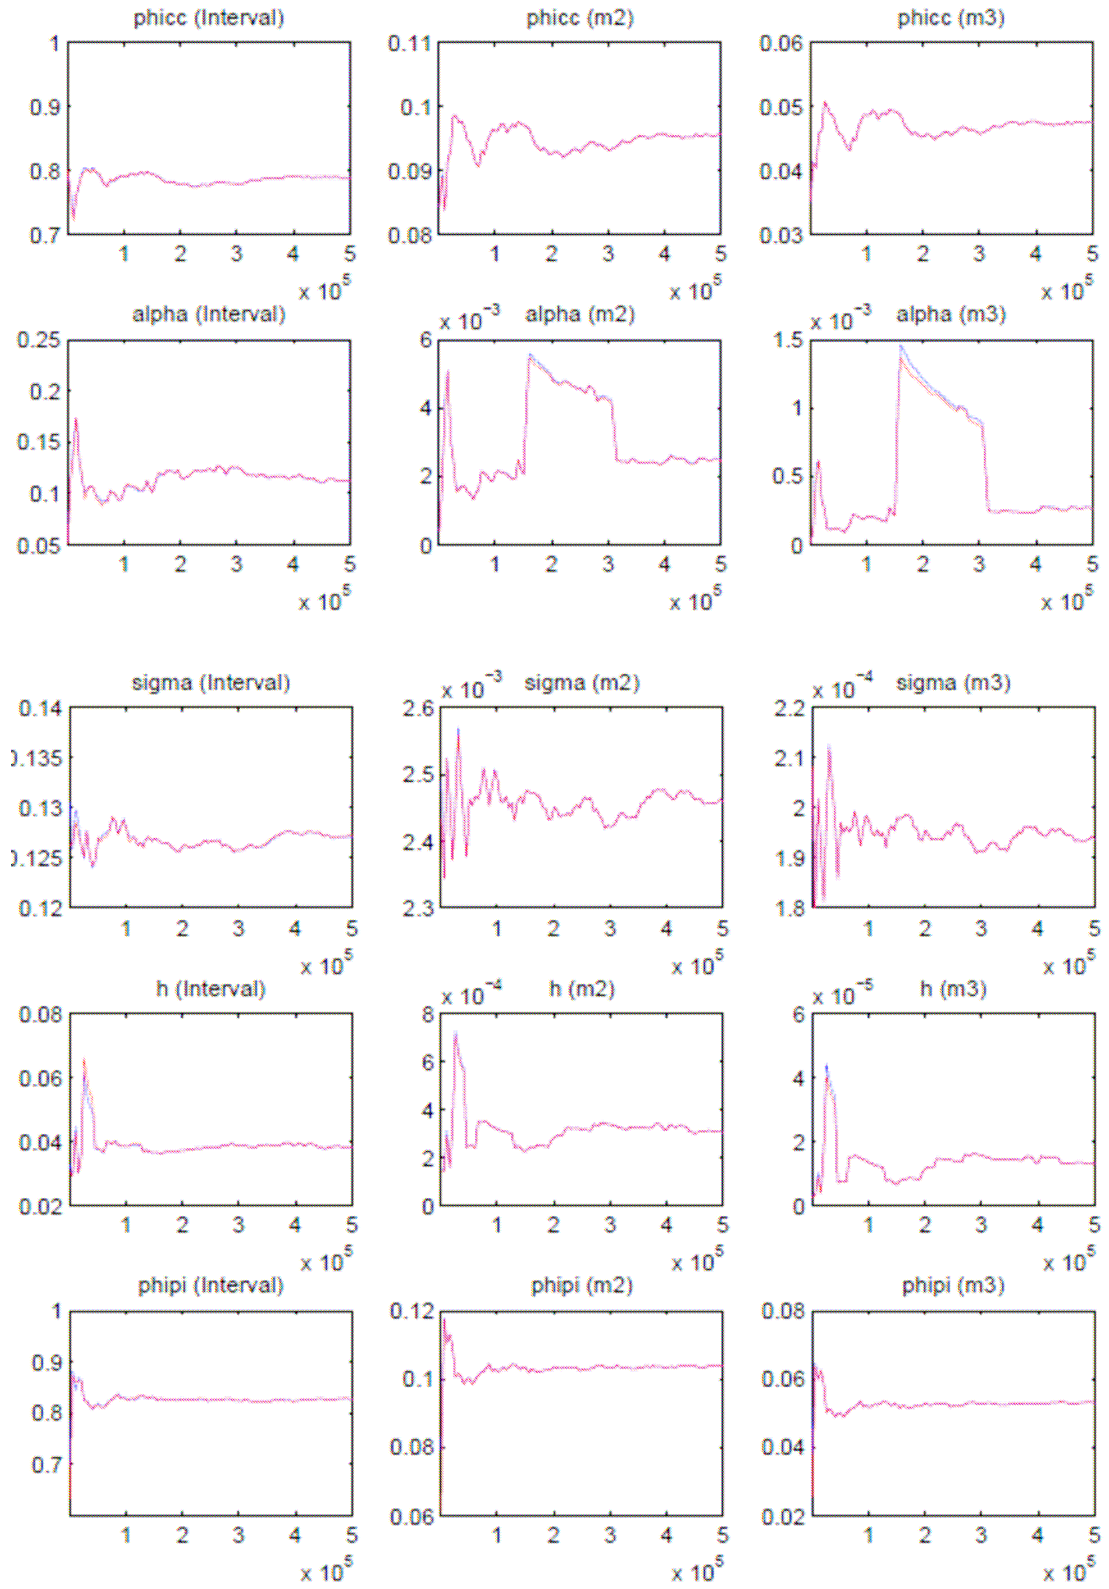 phicc (Interval) phicc (m2) phicc (m3)
1 0.11 0.06
0.9 0.1 0.05
0.8 0.09 0.04
0.7 0.08 0.03
1 2 3 4 5 1 2 3 4 5 1 2 3 4 5
x 10^5 x 10^5 x 10^5
alpha (Interval) x 10^-3 alpha (m2) x 10^-3 alpha (m3)
0.25 6 1.5
0.2 4 1
0.15 2 0.5
0.1 0 0
0.05
1 2 3 4 5 1 2 3 4 5 1 2 3 4 5
x 10^5 x 10^5 x 10^5
sigma (Interval) x 10^-3 sigma (m2) x 10^-4 sigma (m3)
0.14 2.6 2.2
0.135 2.5 2.1
0.13 2.4 2
0.125 2.3 1.9
0.12 1.8
1 2 3 4 5 1 2 3 4 5 1 2 3 4 5
x 10^5 x 10^5 x 10^5
h (Interval) x 10^-4 h (m2) x 10^-5 h (m3)
0.08 8 6
0.06 6 4
0.04 4 2
0.02 2 0
0
1 2 3 4 5 1 2 3 4 5 1 2 3 4 5
x 10^5 x 10^5 x 10^5
phipi (Interval) phipi (m2) phipi (m3)
1 0.12 0.08
0.9 0.1 0.06
0.8 0.08 0.04
0.7 0.06 0.02
1 2 3 4 5 1 2 3 4 5 1 2 3 4 5
x 10^5 x 10^5 x 10^5